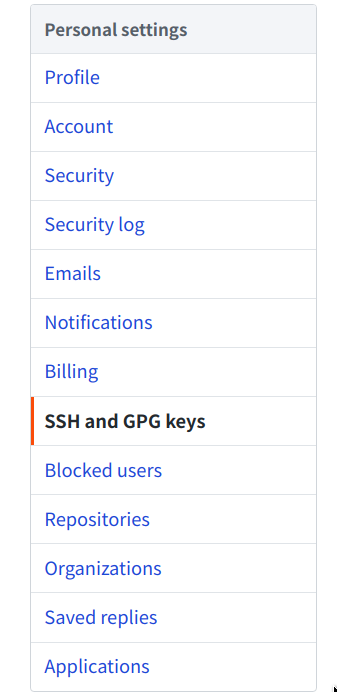 Personal settings
Profile
Account
Security
Security log
Emails
Notifications
Billing
SSH and GPG keys
Blocked users
Repositories
Organizations
Saved replies
Applications